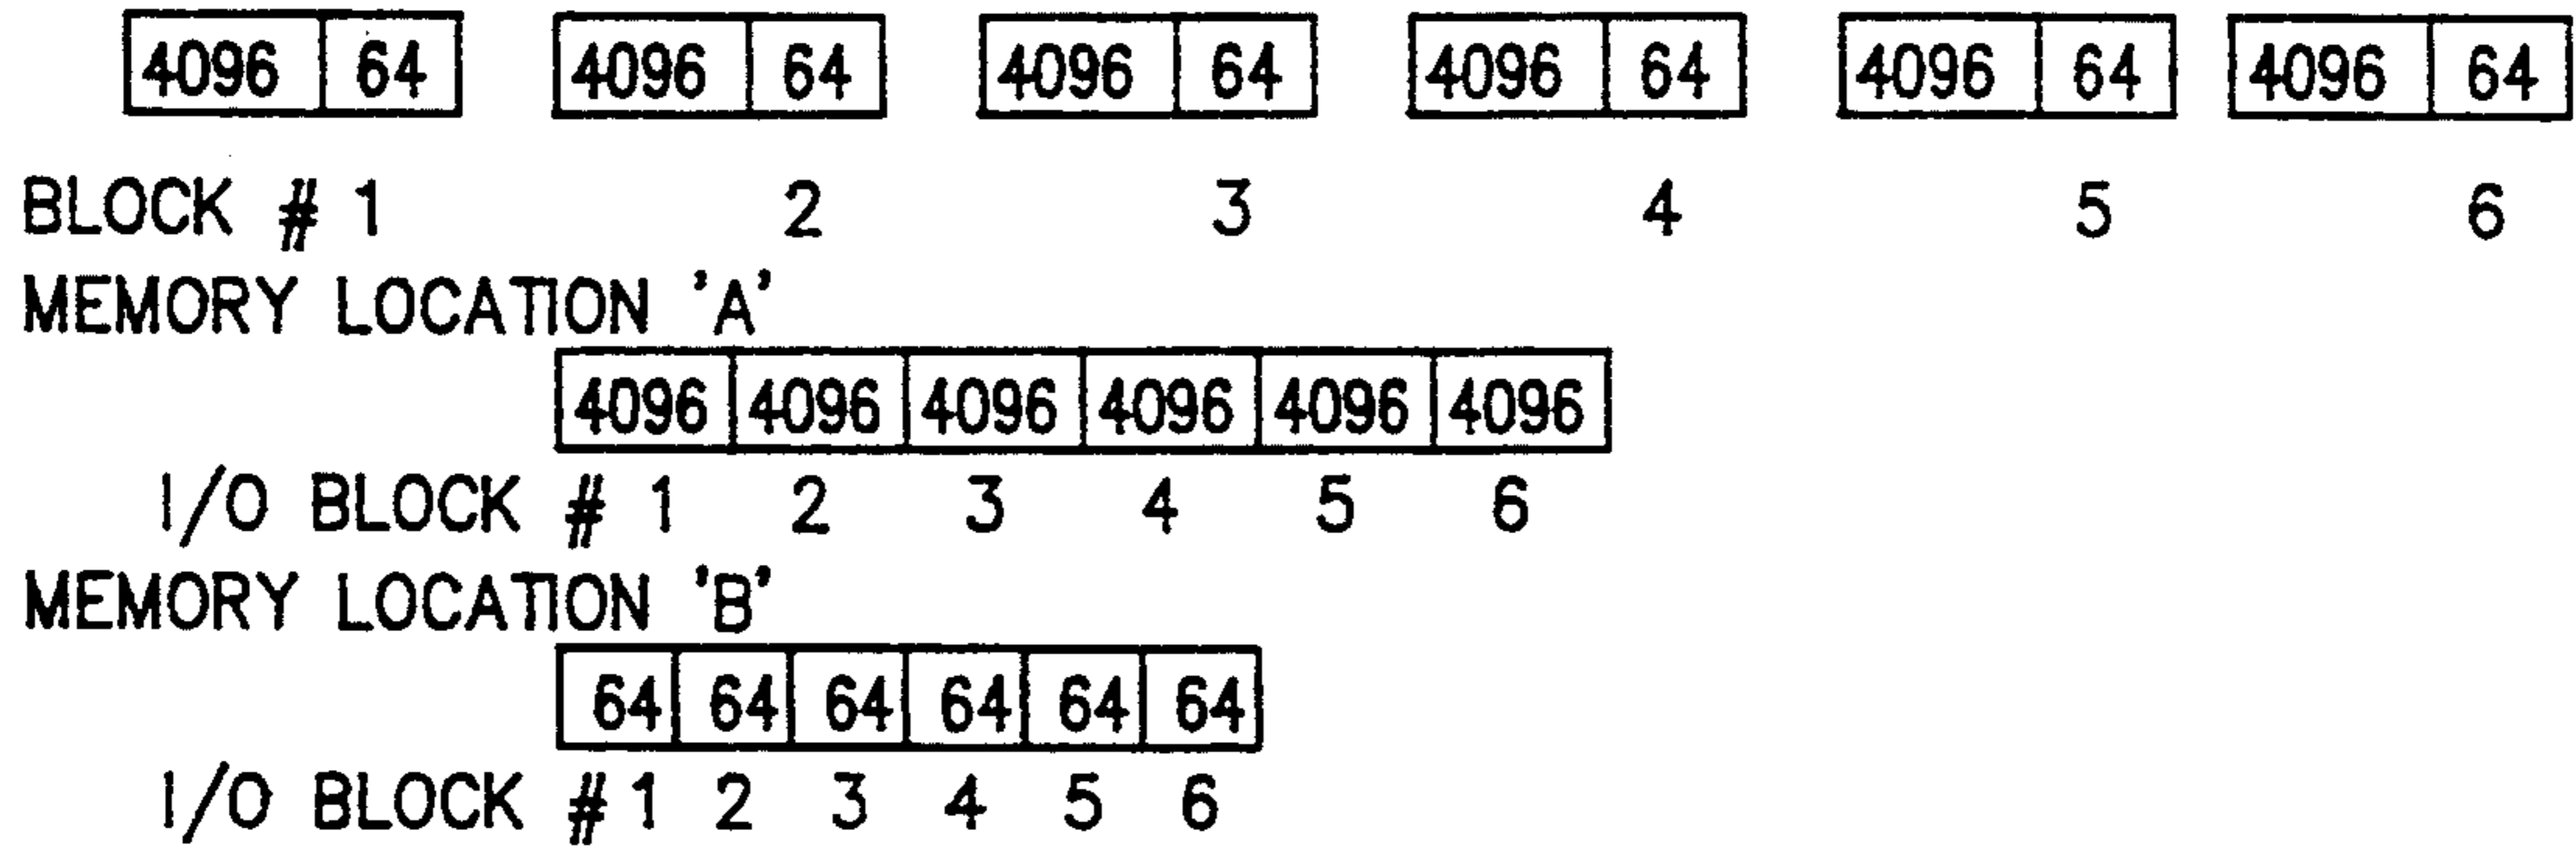 4096 64 4096 64 4096 64 4096 64 4096 64 4096 64
BLOCK # 1 2 3 4 5 6
MEMORY LOCATION 'A'
4096 4096 4096 4096 4096 4096
I/O BLOCK # 1 2 3 4 5 6
MEMORY LOCATION 'B'
64 64 64 64 64 64
I/O BLOCK # 1 2 3 4 5 6